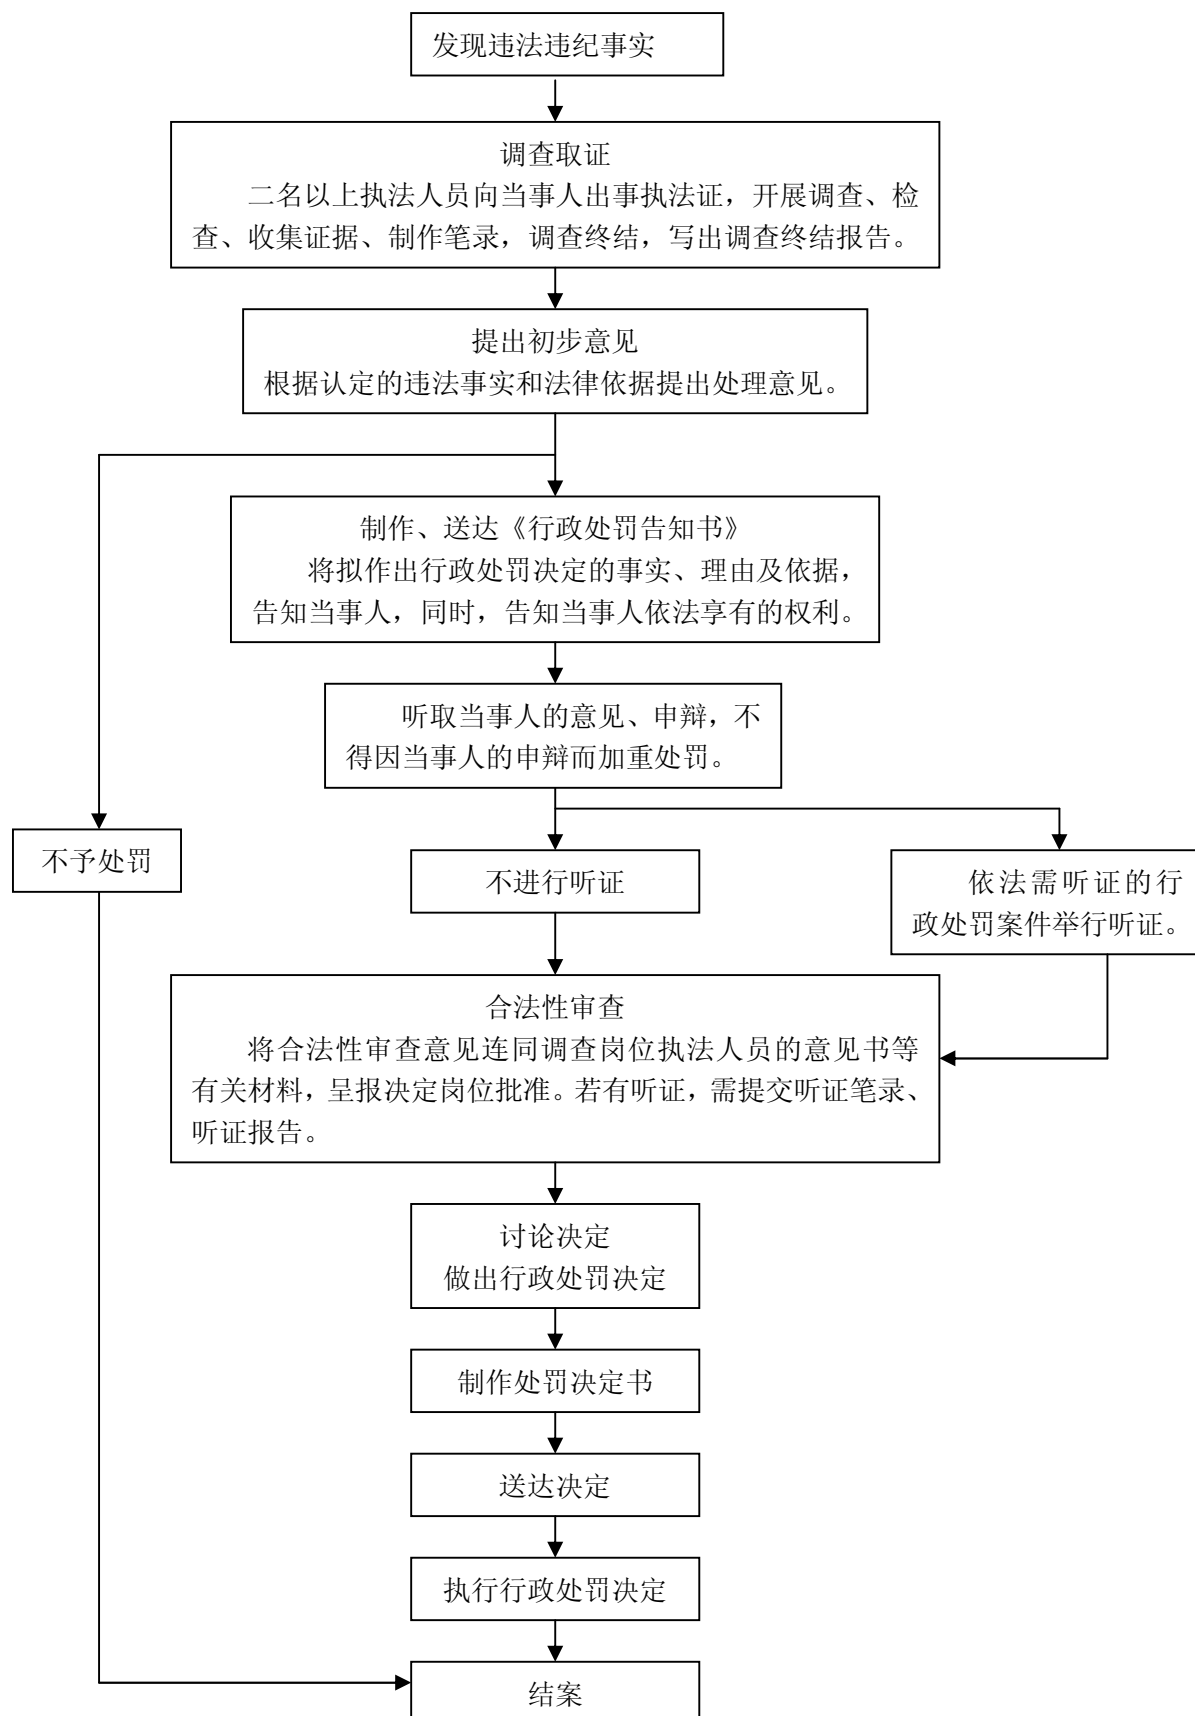 发现违法违纪事实
调查取证
二名以上执法人员向当事人出事执法证，开展调查、检
查、收集证据、制作笔录，调查终结，写出调查终结报告。
提出初步意见
根据认定的违法事实和法律依据提出处理意见。
制作、送达《行政处罚告知书》
将拟作出行政处罚决定的事实、理由及依据，
告知当事人，同时，告知当事人依法享有的权利。
听取当事人的意见、申辩，不
得因当事人的申辩而加重处罚。
不予处罚
不进行听证
依法需听证的行
政处罚案件举行听证。
合法性审查
将合法性审查意见连同调查岗位执法人员的意见书等
有关材料，呈报决定岗位批准。若有听证，需提交听证笔录、
听证报告。
讨论决定
做出行政处罚决定
制作处罚决定书
送达决定
执行行政处罚决定
结案